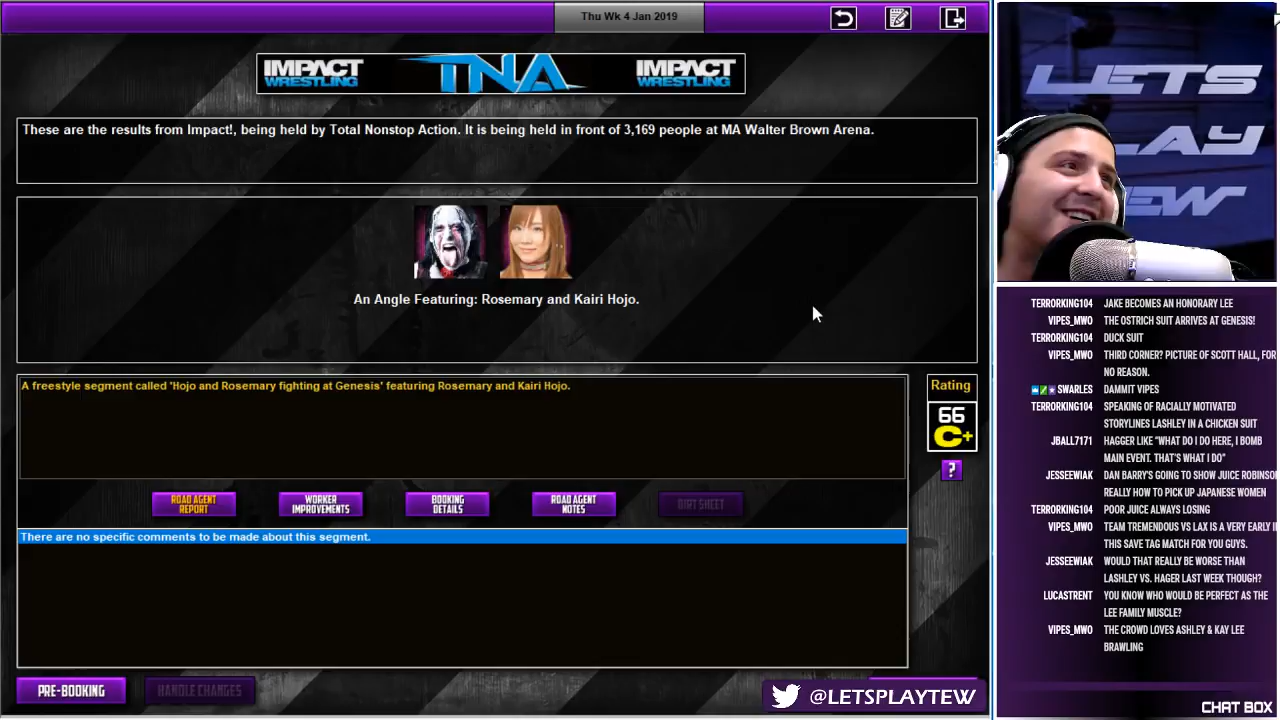 Thu Wk 4 Jan 2019
IMPACT WRESTLING TNA IMPACT WRESTLING
These are the results from Impact!, being held by Total Nonstop Action. It is being held in front of 3,169 people at MA Walter Brown Arena.
An Angle Featuring: Rosemary and Kairi Hojo.
A freestyle segment called 'Hojo and Rosemary fighting at Genesis' featuring Rosemary and Kairi Hojo.
Rating
66
C+
?
ROAD AGENT REPORT
WORKER IMPROVEMENTS
BOOKING DETAILS
ROAD AGENT NOTES
DIRT SHEET
There are no specific comments to be made about this segment.
PRE-BOOKING
HANDLE CHANGES
@LETSPLAYTEW
LETS
LAY
EW
TERRORKING104 JAKE BECOMES AN HONORARY LEE
VIPES_MWO THE OSTRICH SUIT ARRIVES AT GENESIS!
TERRORKING104 DUCK SUIT
VIPES_MWO THIRD CORNER? PICTURE OF SCOTT HALL, FOR
NO REASON.
SWARLES DAMMIT VIPES
TERRORKING104 SPEAKING OF RACIALLY MOTIVATED
STORYLINES LASHLEY IN A CHICKEN SUIT
JBALL7171 HAGGER LIKE "WHAT DO I DO HERE, I BOMB
MAIN EVENT. THAT'S WHAT I DO"
JESSEEWIAK DAN BARRY'S GOING TO SHOW JUICE ROBINSO
REALLY HOW TO PICK UP JAPANESE WOMEN
TERRORKING104 POOR JUICE ALWAYS LOSING
VIPES_MWO TEAM TREMENDOUS VS LAX IS A VERY EARLY
THIS SAVE TAG MATCH FOR YOU GUYS.
JESSEEWIAK WOULD THAT REALLY BE WORSE THAN
LASHLEY VS. HAGER LAST WEEK THOUGH?
LUCASTRENT YOU KNOW WHO WOULD BE PERFECT AS THE
LEE FAMILY MUSCLE?
VIPES_MWO THE CROWD LOVES ASHLEY & KAY LEE
BRAWLING
CHAT BOX